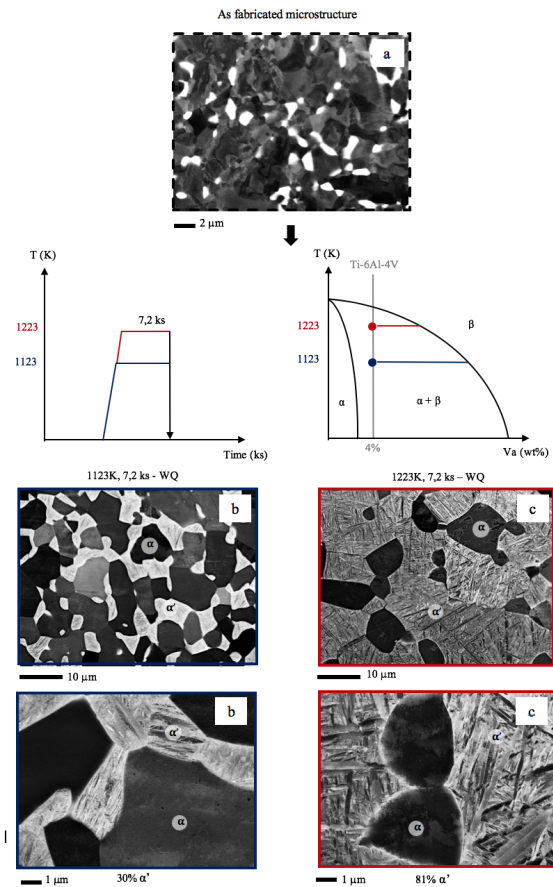 As fabricated microstructure
a
2 μm
T (K)
7,2 ks
1223
1123
Time (ks)
T (K)
Ti-6Al-4V
1223
β
1123
α
α + β
4%
Va (wt%)
1123K, 7,2 ks - WQ
b
α
α'
10 μm
1223K, 7,2 ks – WQ
c
α
α'
10 μm
b
α'
α
1 μm
30% α'
c
α'
α
1 μm
81% α'